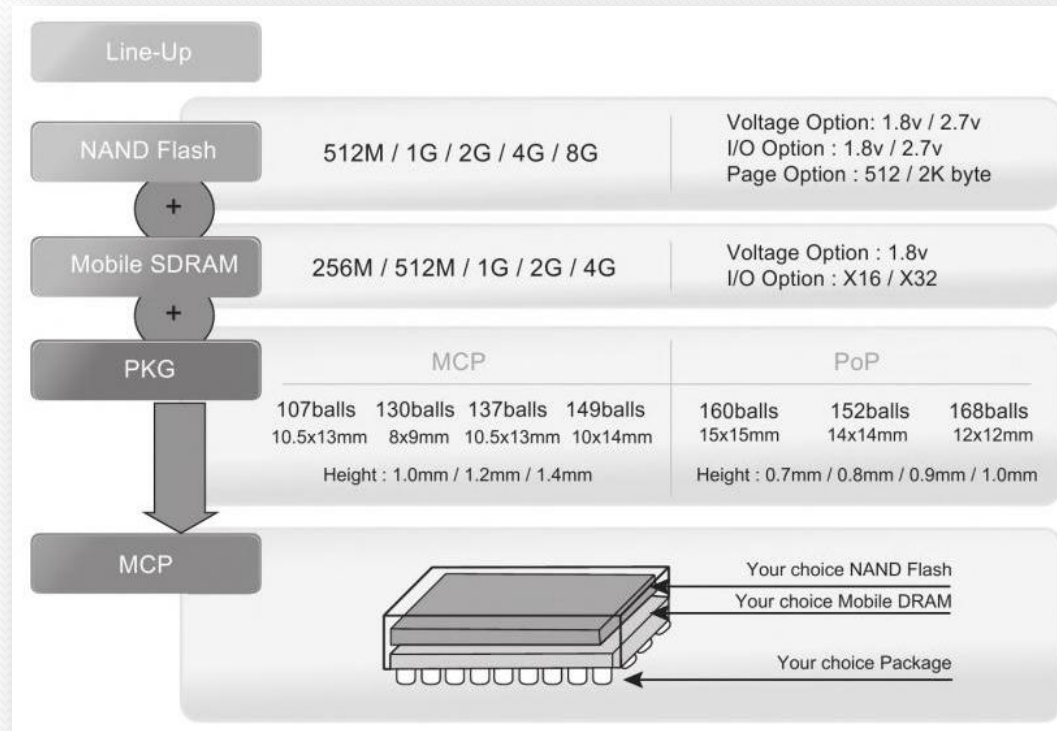 Line-Up
NAND Flash
512M / 1G / 2G / 4G / 8G
Voltage Option: 1.8v / 2.7v
I/O Option : 1.8v / 2.7v
Page Option : 512 / 2K byte
+
Mobile SDRAM
256M / 512M / 1G / 2G / 4G
Voltage Option : 1.8v
I/O Option : X16 / X32
+
PKG
MCP
107balls 130balls 137balls 149balls
10.5x13mm 8x9mm 10.5x13mm 10x14mm
Height : 1.0mm / 1.2mm / 1.4mm
PoP
160balls 152balls 168balls
15x15mm 14x14mm 12x12mm
Height : 0.7mm / 0.8mm / 0.9mm / 1.0mm
MCP
Your choice NAND Flash
Your choice Mobile DRAM
Your choice Package